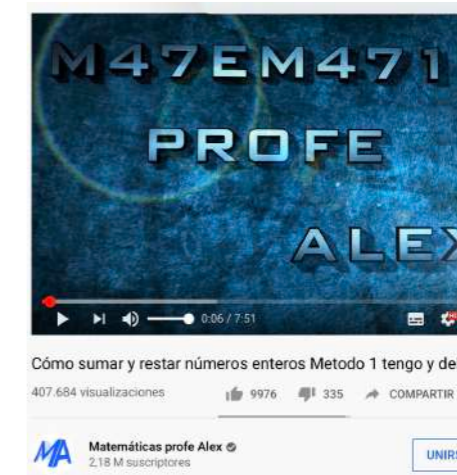 M47EM471
PROFE
ALEX
0:06 / 7:51
Cómo sumar y restar números enteros Metodo 1 tengo y de
407.684 visualizaciones 9976 335 COMPARTIR
MA Matemáticas profe Alex
2,18 M suscriptores
UNIRS